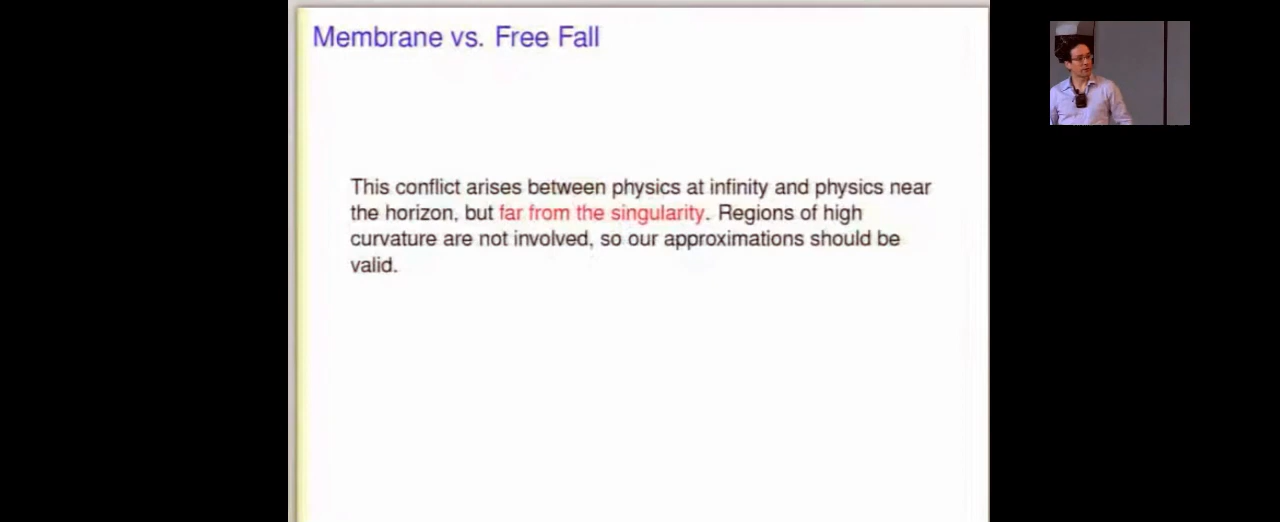 Membrane vs. Free Fall
This conflict arises between physics at infinity and physics near
the horizon, but far from the singularity. Regions of high
curvature are not involved, so our approximations should be
valid.